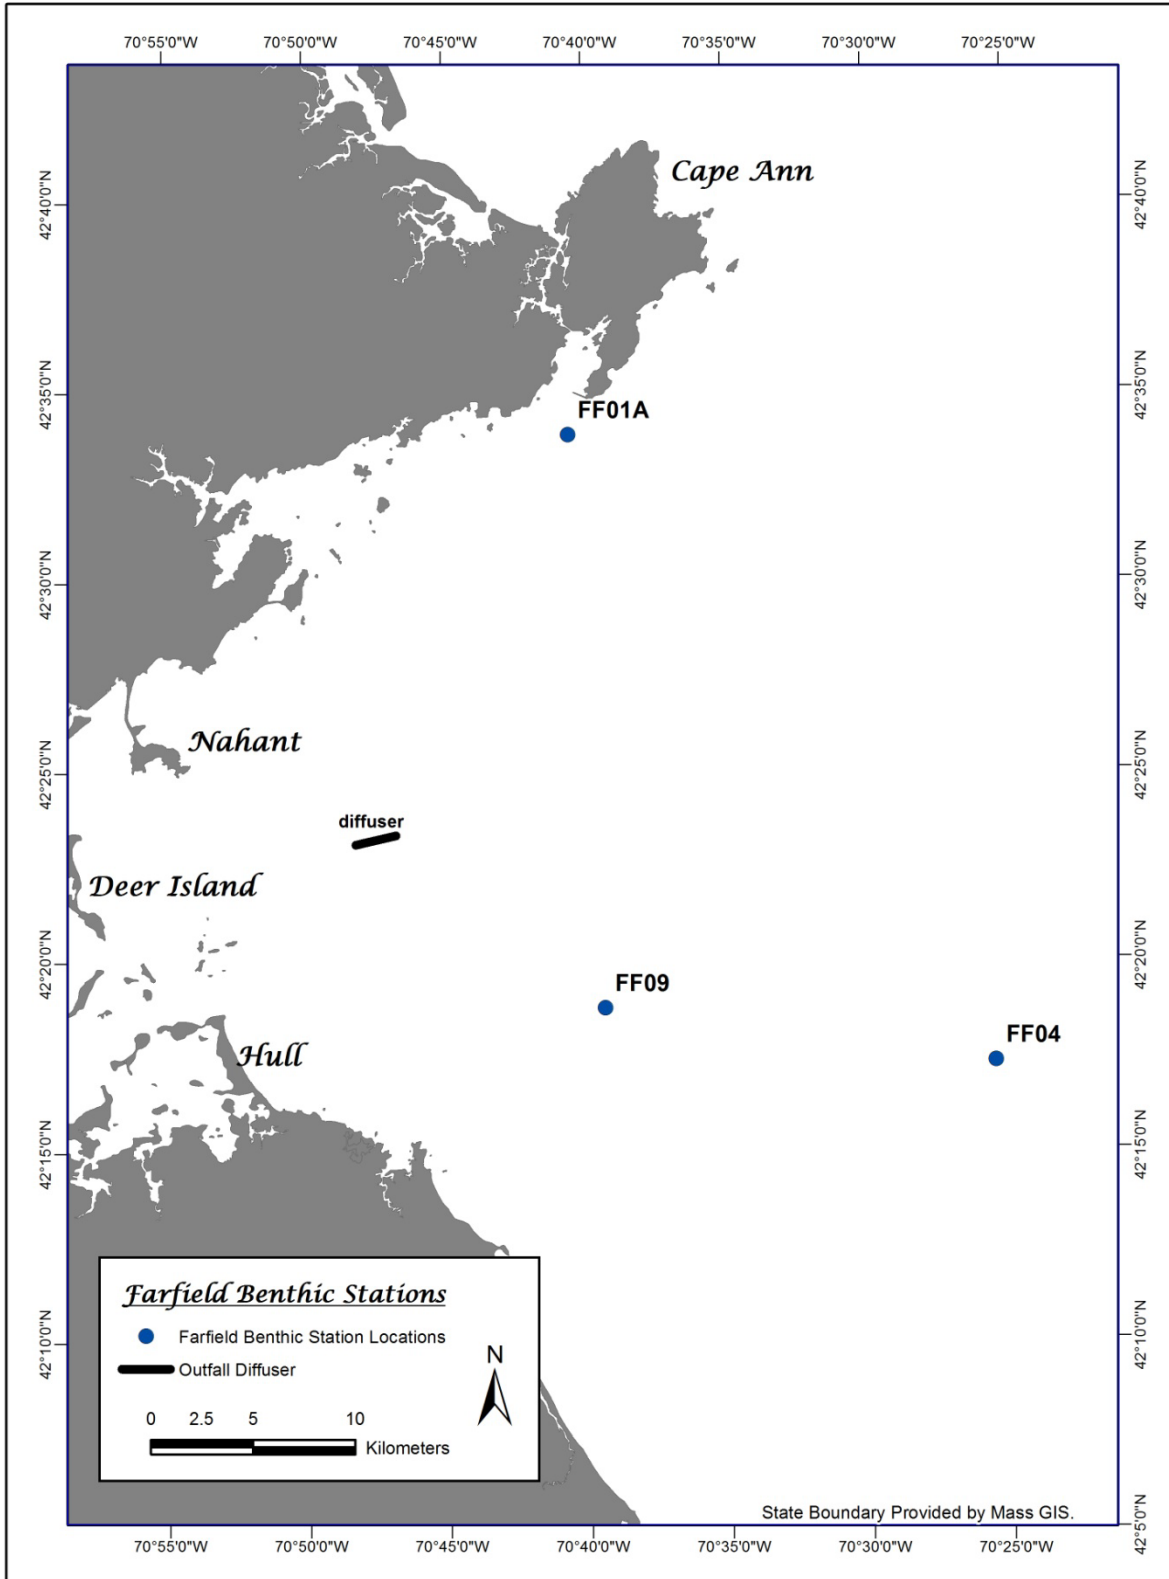 70°55'0"W 70°50'0"W 70°45'0"W 70°40'0"W 70°35'0"W 70°30'0"W 70°25'0"W
Cape Ann
42°40'0"N 42°40'0"N
42°35'0"N 42°35'0"N
FF01A
42°30'0"N 42°30'0"N
Nahant
42°25'0"N 42°25'0"N
diffuser
Deer Island
42°20'0"N 42°20'0"N
FF09
FF04
Hull
42°15'0"N 42°15'0"N
Farfield Benthic Stations
Farfield Benthic Station Locations
Outfall Diffuser
N
0 2.5 5 10
Kilometers
42°10'0"N 42°10'0"N
State Boundary Provided by Mass GIS.
42°5'0"N
70°55'0"W 70°50'0"W 70°45'0"W 70°40'0"W 70°35'0"W 70°30'0"W 70°25'0"W